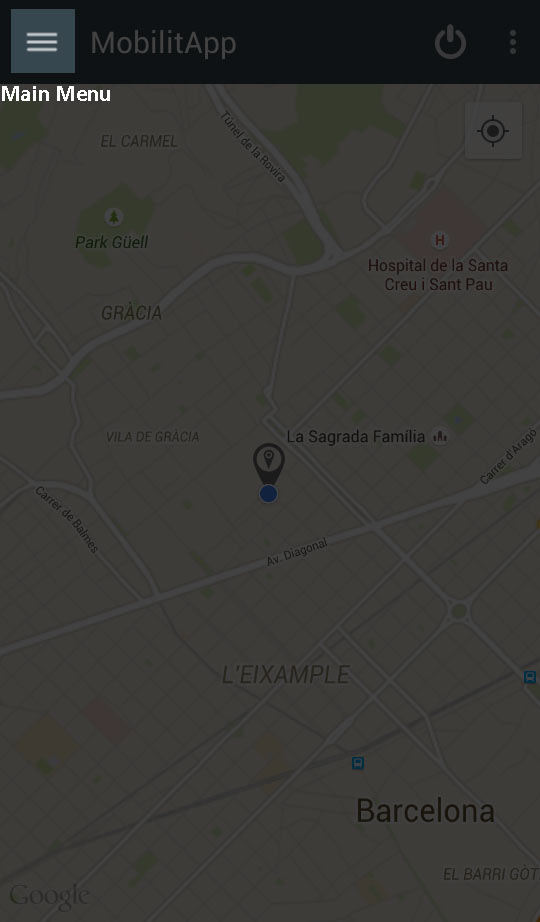 MobilitApp
Main Menu
EL CARMEL
Túnel de la Rovira
Park Güell
H
Hospital de la Santa
Creu i Sant Pau
GRÀCIA
VILA DE GRÀCIA
La Sagrada Família
Carrer d'Aragó
Carrer de Balmes
Av. Diagonal
L'EIXAMPLE
Barcelona
EL BARRI GÒT
Google